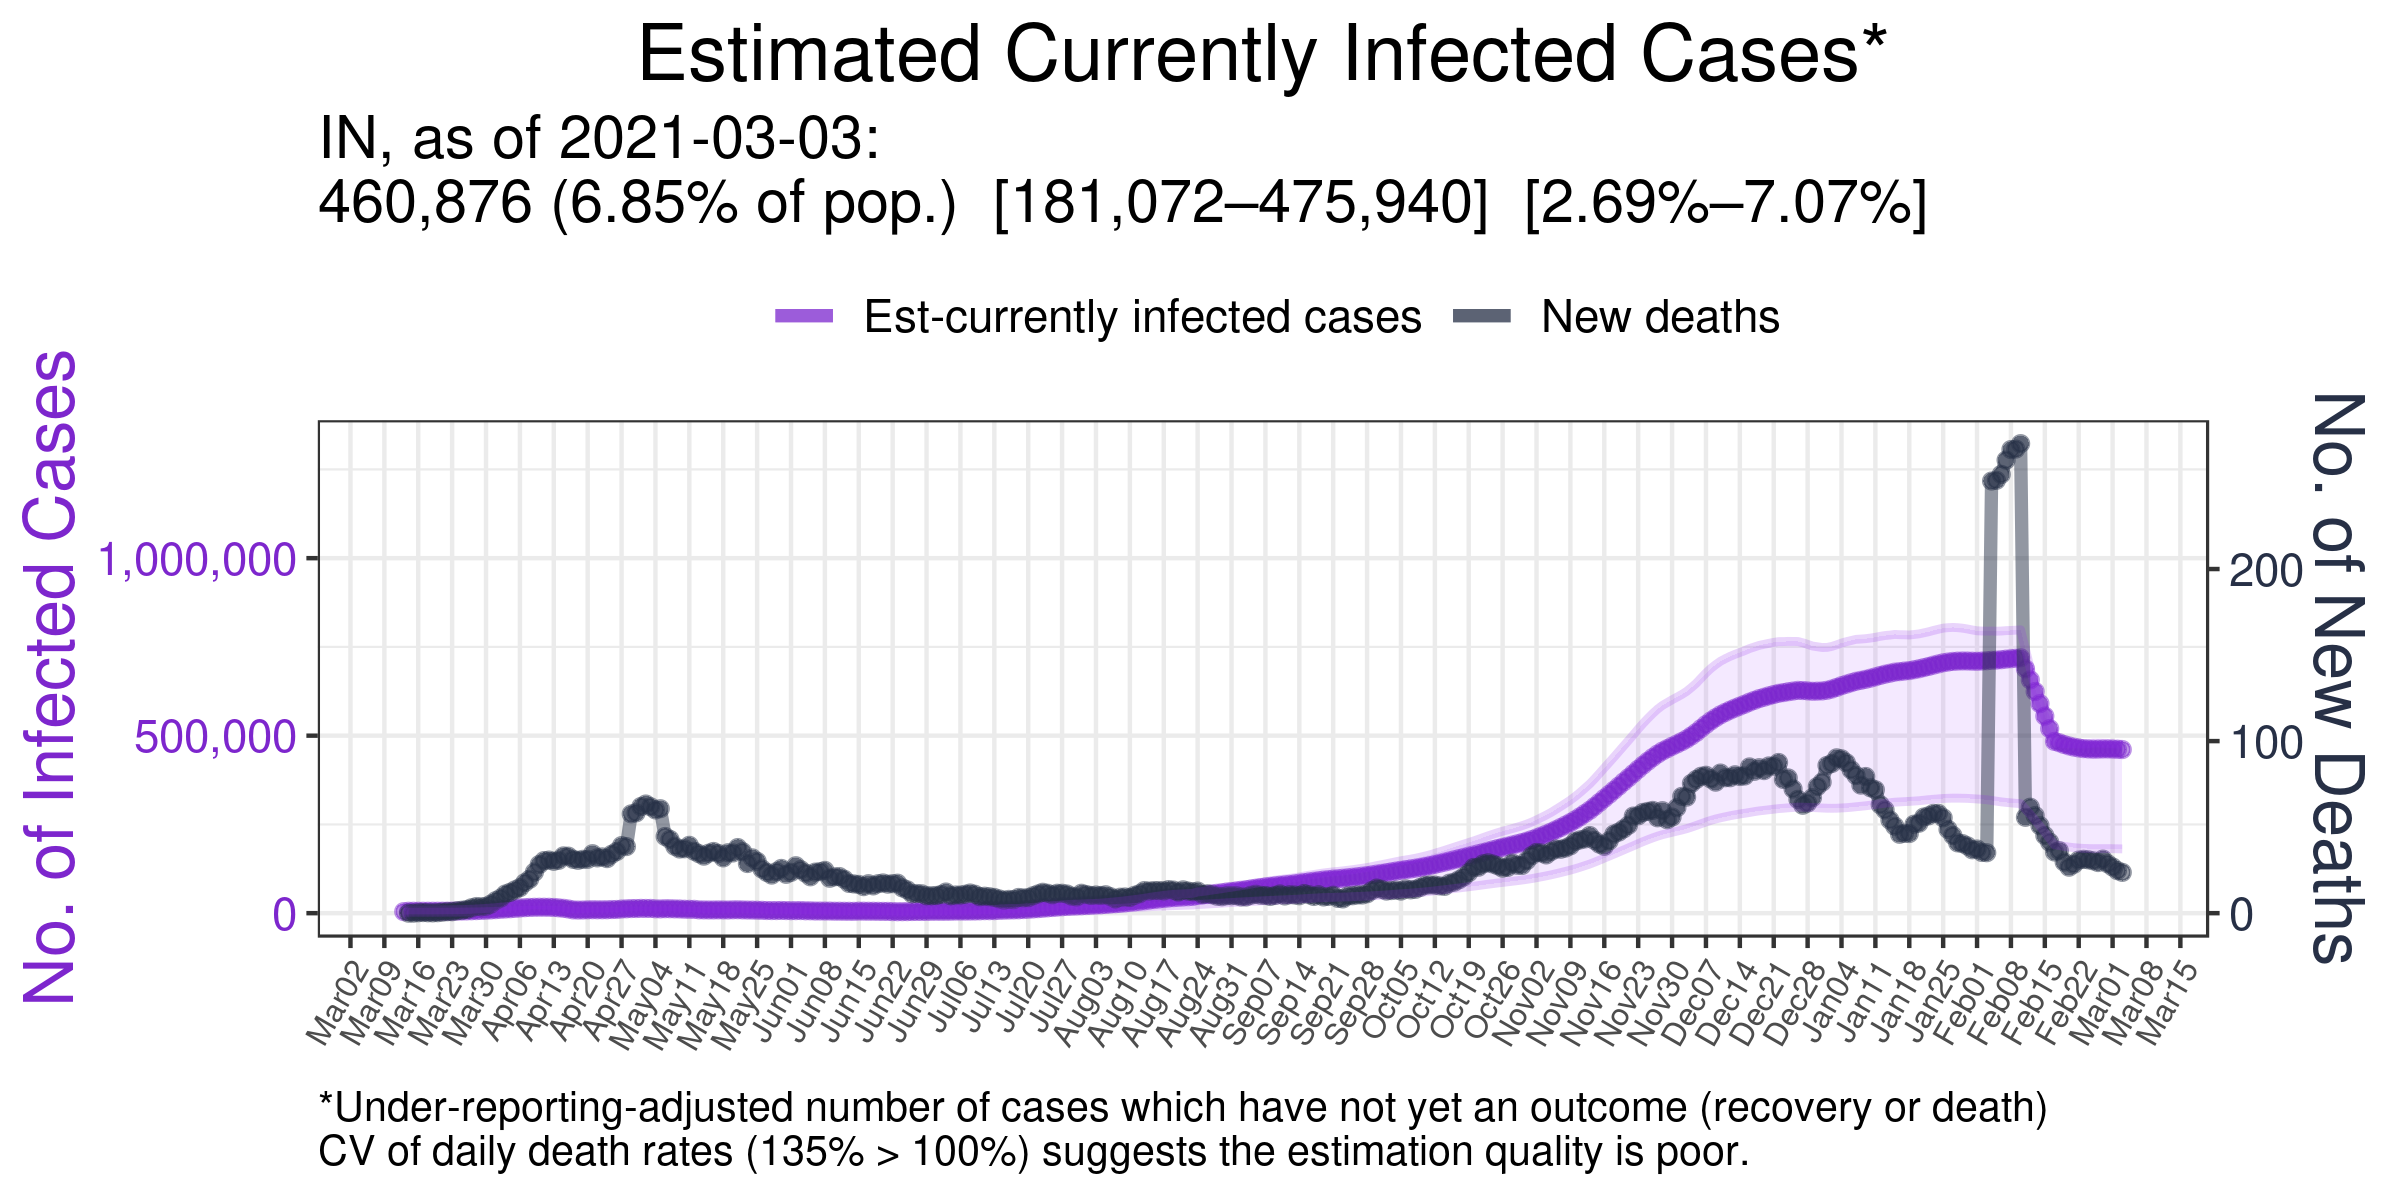 Estimated Currently Infected Cases*
IN, as of 2021-03-03:
460,876 (6.85% of pop.)  [181,072–475,940]  [2.69%–7.07%]
Est-currently infected cases
New deaths
No. of Infected Cases
1,000,000
500,000
0
No. of New Deaths
200
100
0
Mar02
Mar09
Mar16
Mar23
Mar30
Apr06
Apr13
Apr20
Apr27
May04
May11
May18
May25
Jun01
Jun08
Jun15
Jun22
Jun29
Jul06
Jul13
Jul20
Jul27
Aug03
Aug10
Aug17
Aug24
Aug31
Sep07
Sep14
Sep21
Sep28
Oct05
Oct12
Oct19
Oct26
Nov02
Nov09
Nov16
Nov23
Nov30
Dec07
Dec14
Dec21
Dec28
Jan04
Jan11
Jan18
Jan25
Feb01
Feb08
Feb15
Feb22
Mar01
Mar08
Mar15
*Under-reporting-adjusted number of cases which have not yet an outcome (recovery or death)
CV of daily death rates (135% > 100%) suggests the estimation quality is poor.